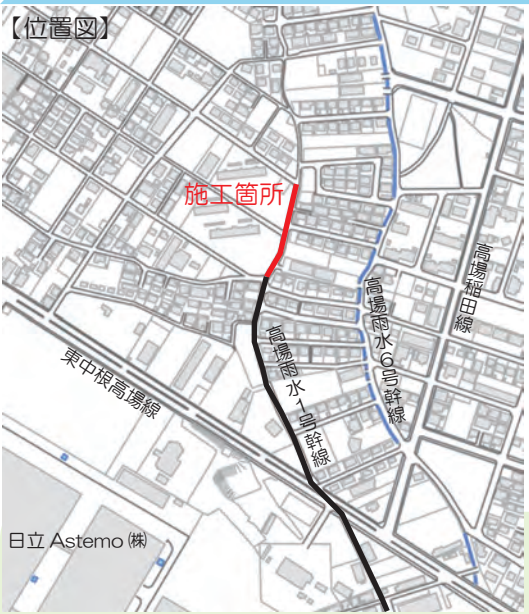 【位置図】
施工箇所
高場稲田線
高場雨水6号幹線
高場雨水1号幹線
東中根高場線
日立 Astemo ㈱